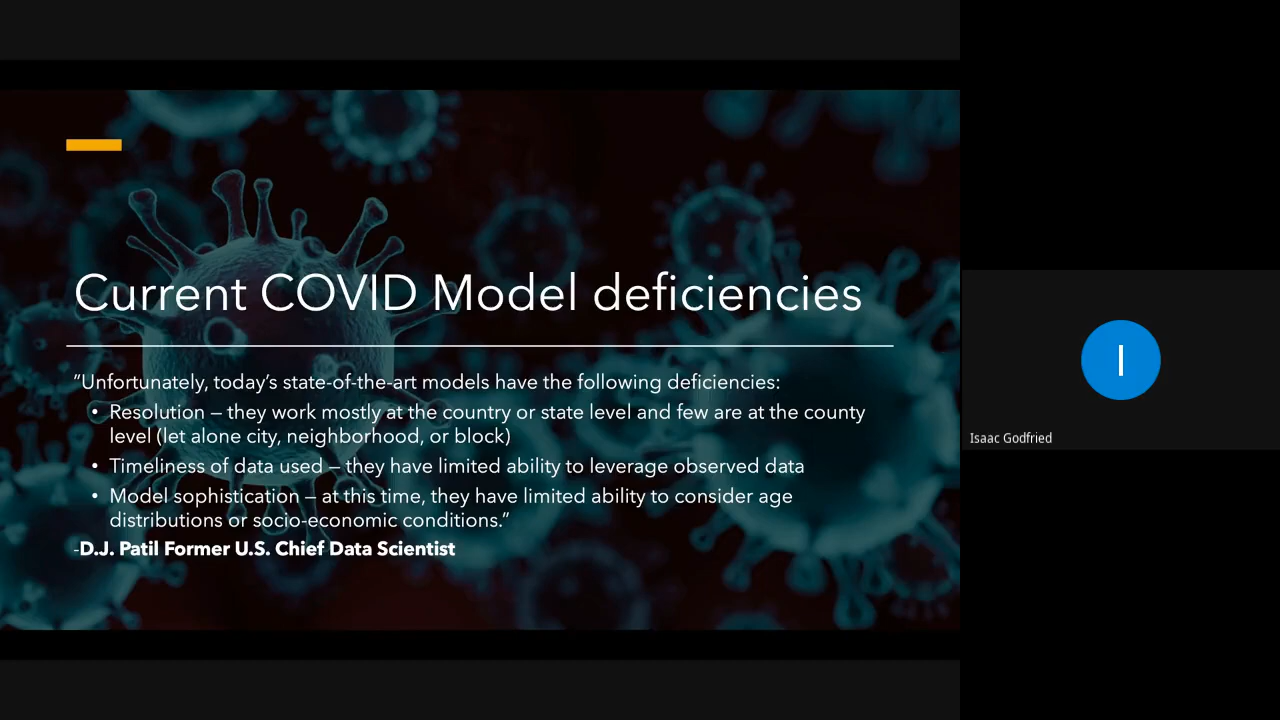 Current COVID Model deficiencies
"Unfortunately, today's state-of-the-art models have the following deficiencies:
• Resolution – they work mostly at the country or state level and few are at the county
level (let alone city, neighborhood, or block)
• Timeliness of data used – they have limited ability to leverage observed data
• Model sophistication – at this time, they have limited ability to consider age
distributions or socio-economic conditions."
-D.J. Patil Former U.S. Chief Data Scientist
I
Isaac Godfried